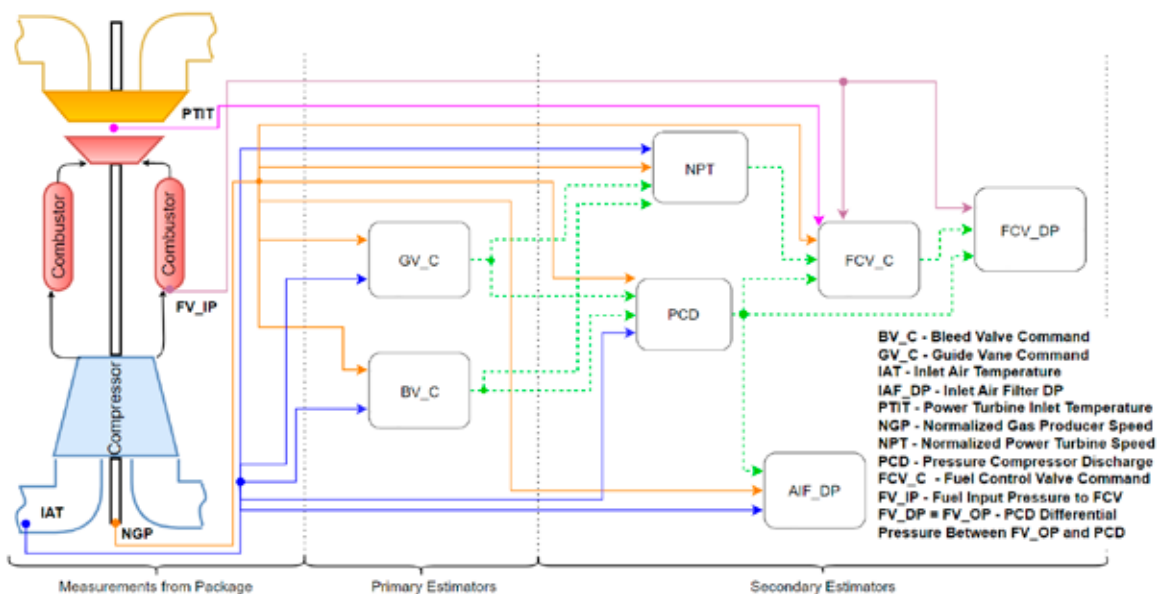 PTIT
Combustor
Combustor
FV_IP
Compressor
IAT
NGP
GV_C
BV_C
NPT
PCD
FCV_C
FCV_DP
AIF_DP
BV_C - Bleed Valve Command
GV_C - Guide Vane Command
IAT - Inlet Air Temperature
IAF_DP - Inlet Air Filter DP
PTIT - Power Turbine Inlet Temperature
NGP - Normalized Gas Producer Speed
NPT - Normalized Power Turbine Speed
PCD - Pressure Compressor Discharge
FCV_C - Fuel Control Valve Command
FV_IP - Fuel Input Pressure to FCV
FV_DP = FV_OP - PCD Differential
Pressure Between FV_OP and PCD
Measurements from Package
Primary Estimators
Secondary Estimators